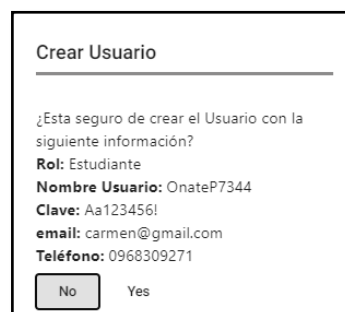 Crear Usuario
¿Esta seguro de crear el Usuario con la
siguiente información?
Rol: Estudiante
Nombre Usuario: OnateP7344
Clave: Aa123456!
email: carmen@gmail.com
Teléfono: 0968309271
No Yes